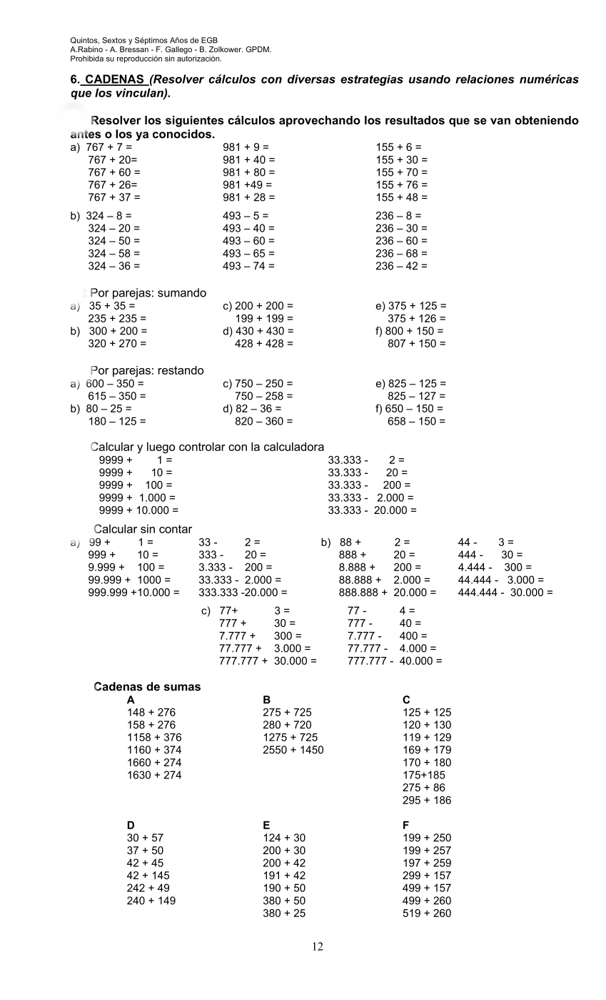 Quintos, Sextos y Séptimos Años de EGB
A.Rabino - A. Bressan - F. Gallego - B. Zolkower. GPDM.
Prohibida su reproducción sin autorización.
6. CADENAS (Resolver cálculos con diversas estrategias usando relaciones numéricas
que los vinculan).
Resolver los siguientes cálculos aprovechando los resultados que se van obteniendo
antes o los ya conocidos.
a) 767 + 7 = 981 + 9 = 155 + 6 =
767 + 20= 981 + 40 = 155 + 30 =
767 + 60 = 981 + 80 = 155 + 70 =
767 + 26= 981 +49 = 155 + 76 =
767 + 37 = 981 + 28 = 155 + 48 =
b) 324 – 8 = 493 – 5 = 236 – 8 =
324 – 20 = 493 – 40 = 236 – 30 =
324 – 50 = 493 – 60 = 236 – 60 =
324 – 58 = 493 – 65 = 236 – 68 =
324 – 36 = 493 – 74 = 236 – 42 =
Por parejas: sumando
a) 35 + 35 = c) 200 + 200 = e) 375 + 125 =
235 + 235 = 199 + 199 = 375 + 126 =
b) 300 + 200 = d) 430 + 430 = f) 800 + 150 =
320 + 270 = 428 + 428 = 807 + 150 =
Por parejas: restando
a) 600 – 350 = c) 750 – 250 = e) 825 – 125 =
615 – 350 = 750 – 258 = 825 – 127 =
b) 80 – 25 = d) 82 – 36 = f) 650 – 150 =
180 – 125 = 820 – 360 = 658 – 150 =
Calcular y luego controlar con la calculadora
9999 + 1 = 33.333 - 2 =
9999 + 10 = 33.333 - 20 =
9999 + 100 = 33.333 - 200 =
9999 + 1.000 = 33.333 - 2.000 =
9999 + 10.000 = 33.333 - 20.000 =
Calcular sin contar
a) 99 + 1 = 33 - 2 = b) 88 + 2 = 44 - 3 =
999 + 10 = 333 - 20 = 888 + 20 = 444 - 30 =
9.999 + 100 = 3.333 - 200 = 8.888 + 200 = 4.444 - 300 =
99.999 + 1000 = 33.333 - 2.000 = 88.888 + 2.000 = 44.444 - 3.000 =
999.999 +10.000 = 333.333 -20.000 = 888.888 + 20.000 = 444.444 - 30.000 =
c) 77+ 3 = 77 - 4 =
777 + 30 = 777 - 40 =
7.777 + 300 = 7.777 - 400 =
77.777 + 3.000 = 77.777 - 4.000 =
777.777 + 30.000 = 777.777 - 40.000 =
Cadenas de sumas
A B C
148 + 276 275 + 725 125 + 125
158 + 276 280 + 720 120 + 130
1158 + 376 1275 + 725 119 + 129
1160 + 374 2550 + 1450 169 + 179
1660 + 274 170 + 180
1630 + 274 175+185
275 + 86
295 + 186
D E F
30 + 57 124 + 30 199 + 250
37 + 50 200 + 30 199 + 257
42 + 45 200 + 42 197 + 259
42 + 145 191 + 42 299 + 157
242 + 49 190 + 50 499 + 157
240 + 149 380 + 50 499 + 260
380 + 25 519 + 260
12